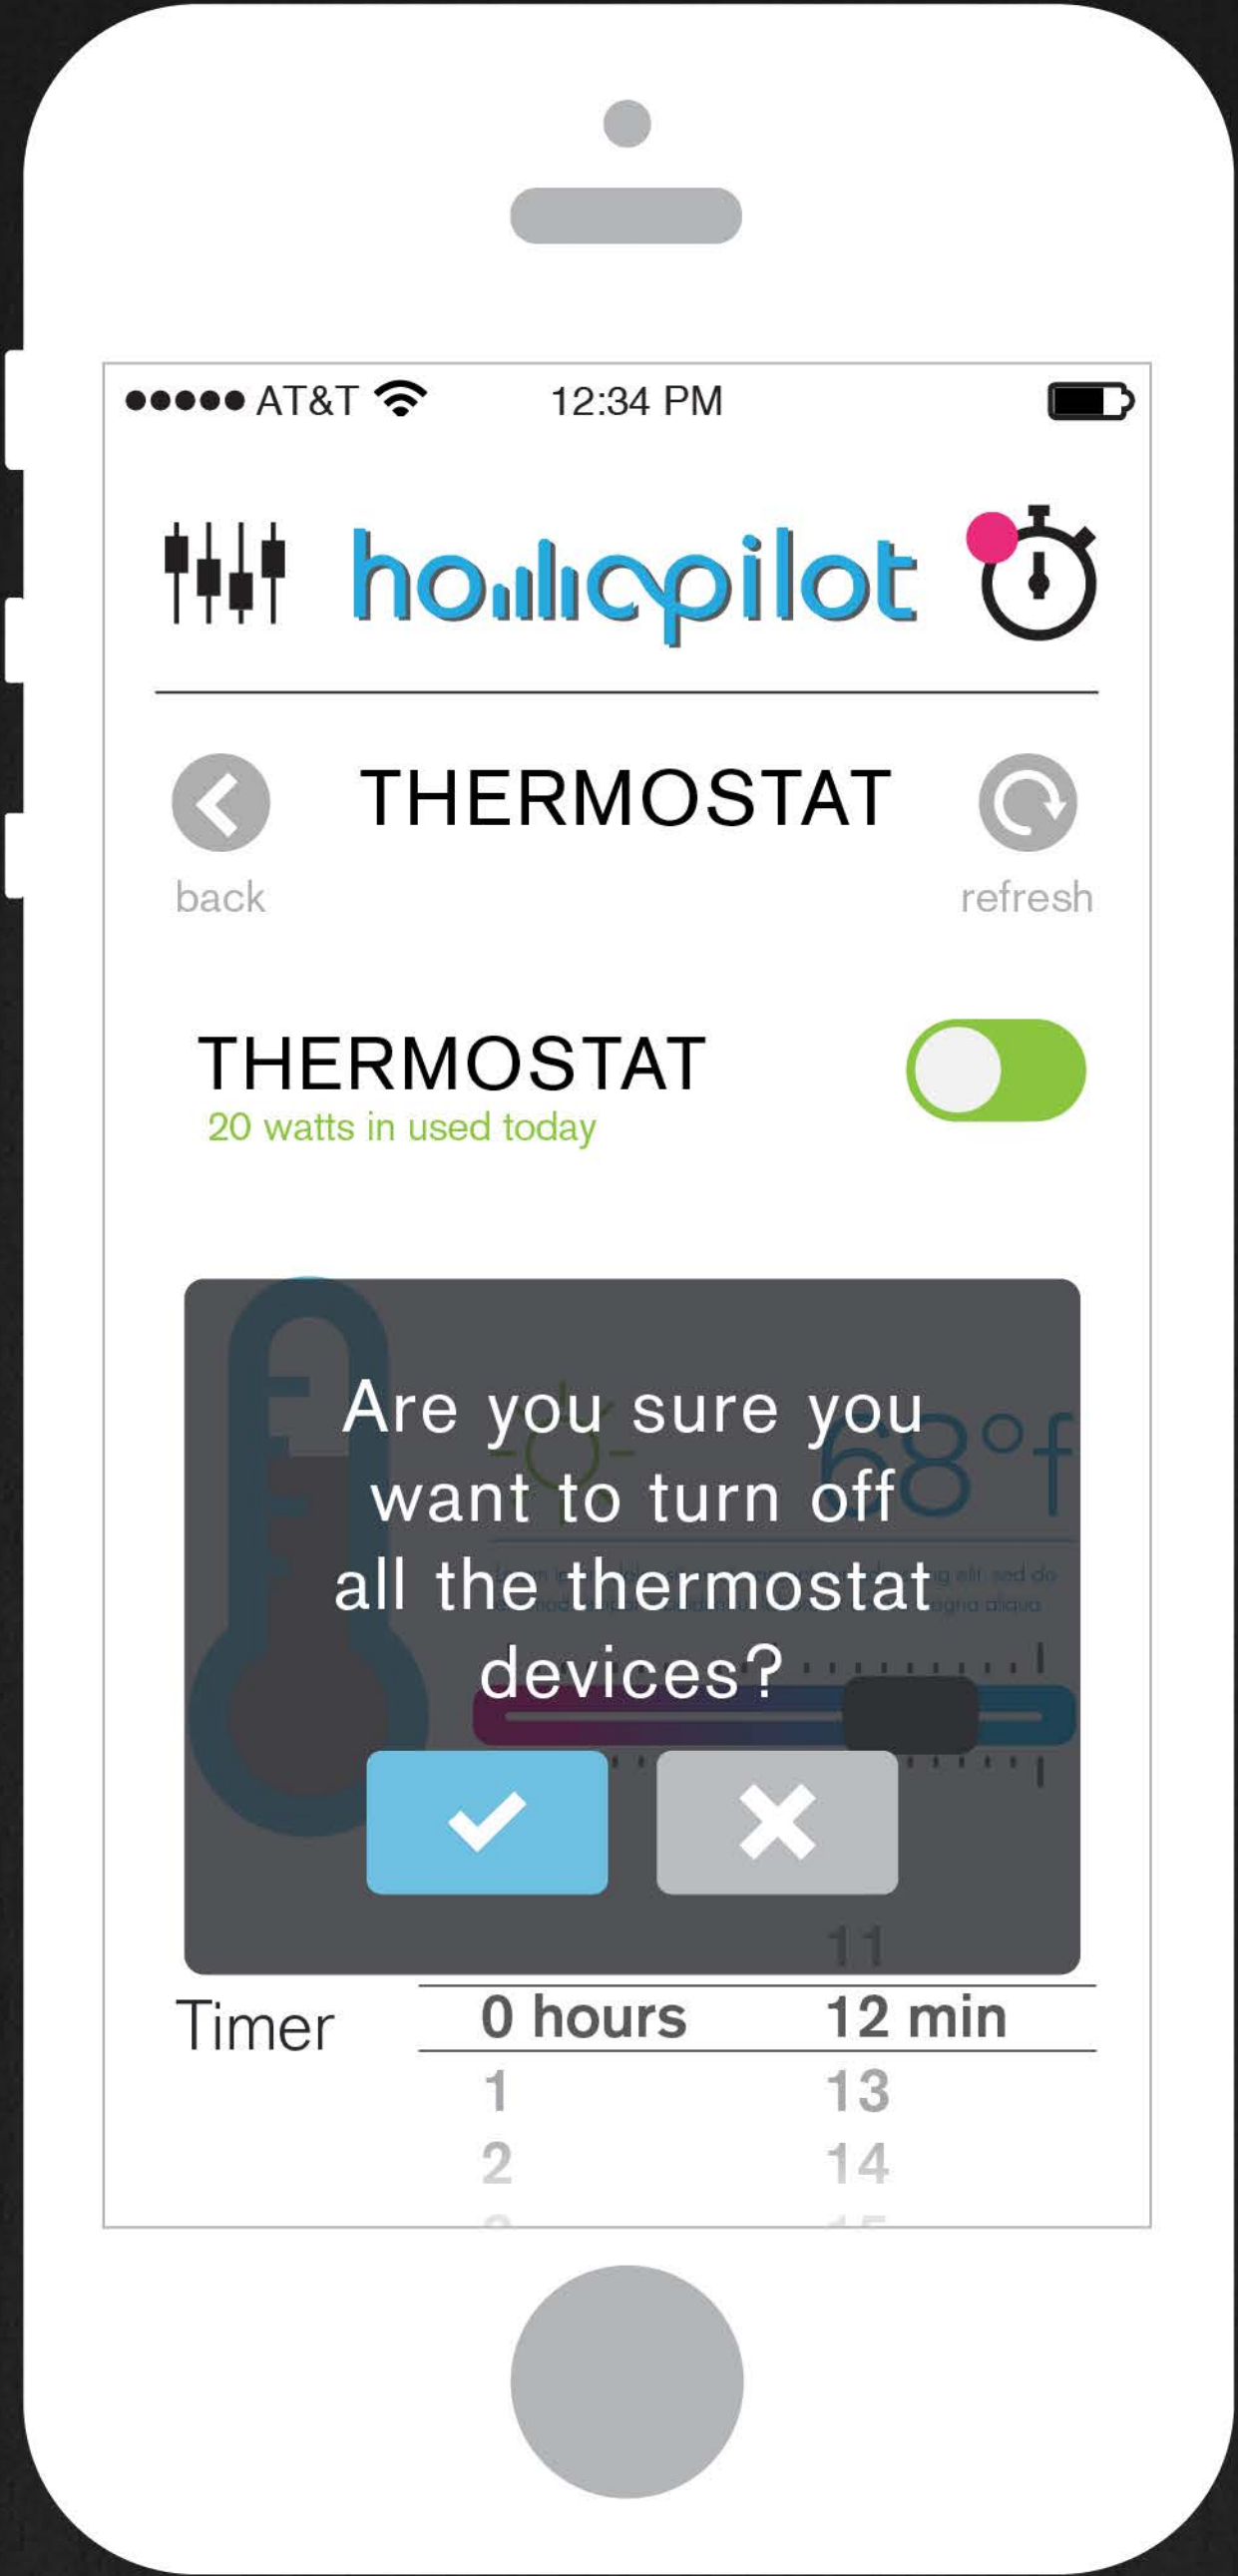 AT&T 12:34 PM
homepilot
THERMOSTAT
back
refresh
THERMOSTAT
20 watts in used today
68°f
Are you sure you
want to turn off
all the thermostat
devices?
11
Timer
0 hours 12 min
1 13
2 14